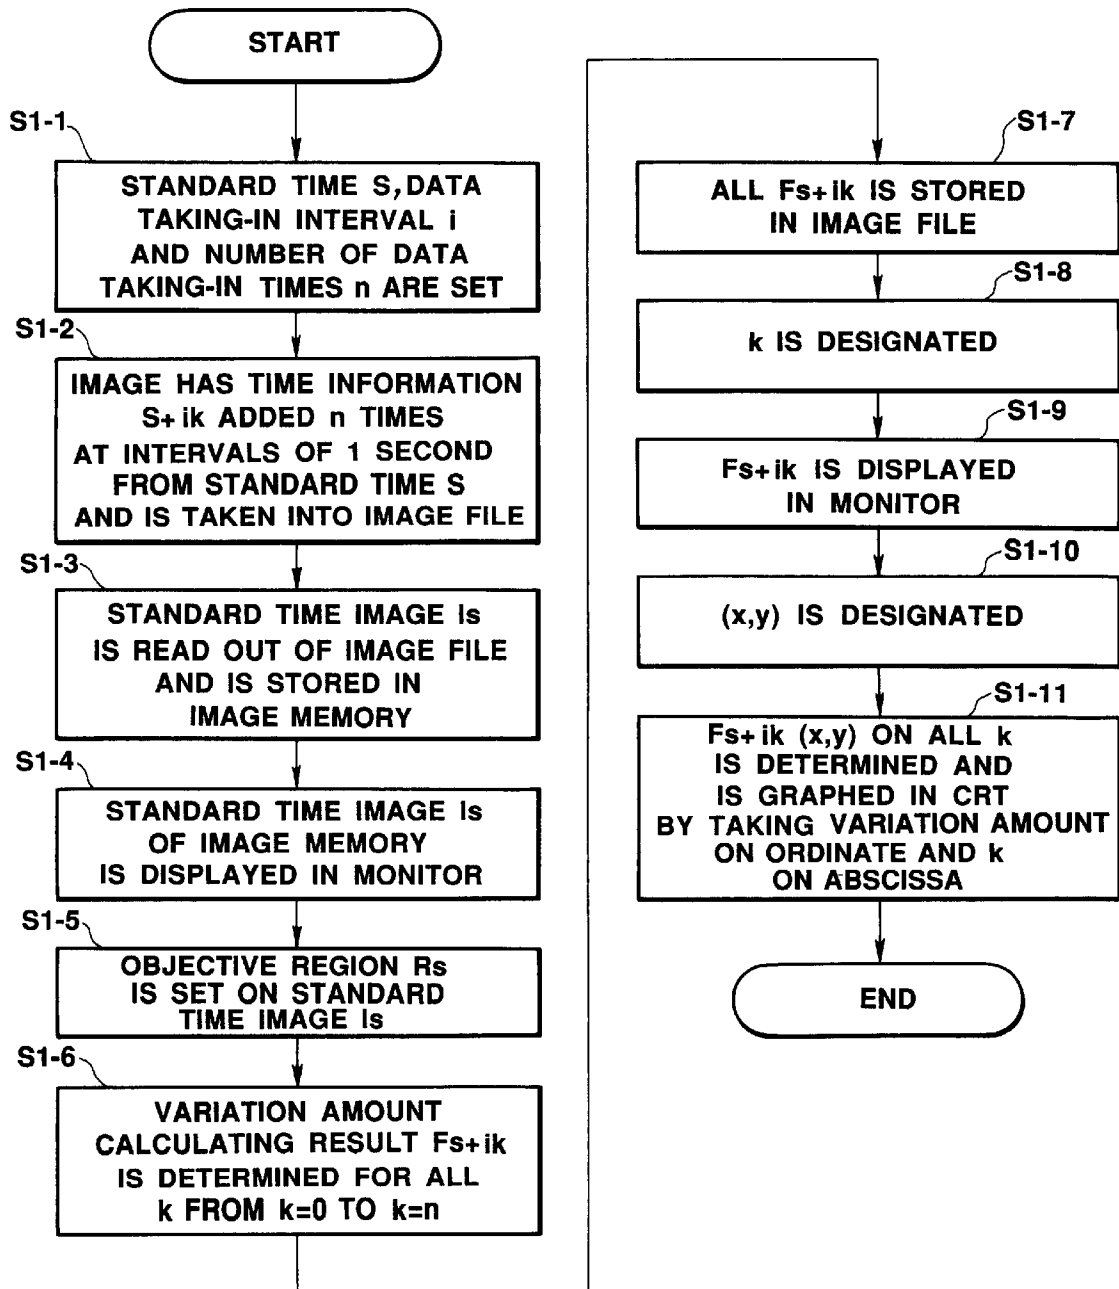 START
S1-1
STANDARD TIME S, DATA
TAKING-IN INTERVAL i
AND NUMBER OF DATA
TAKING-IN TIMES n ARE SET
S1-2
IMAGE HAS TIME INFORMATION
S+ik ADDED n TIMES
AT INTERVALS OF 1 SECOND
FROM STANDARD TIME S
AND IS TAKEN INTO IMAGE FILE
S1-3
STANDARD TIME IMAGE Is
IS READ OUT OF IMAGE FILE
AND IS STORED IN
IMAGE MEMORY
S1-4
STANDARD TIME IMAGE Is
OF IMAGE MEMORY
IS DISPLAYED IN MONITOR
S1-5
OBJECTIVE REGION Rs
IS SET ON STANDARD
TIME IMAGE Is
S1-6
VARIATION AMOUNT
CALCULATING RESULT Fs+ik
IS DETERMINED FOR ALL
k FROM k=0 TO k=n
S1-7
ALL Fs+ik IS STORED
IN IMAGE FILE
S1-8
k IS DESIGNATED
S1-9
Fs+ik IS DISPLAYED
IN MONITOR
S1-10
(x,y) IS DESIGNATED
S1-11
Fs+ik (x,y) ON ALL k
IS DETERMINED AND
IS GRAPHED IN CRT
BY TAKING VARIATION AMOUNT
ON ORDINATE AND k
ON ABSCISSA
END